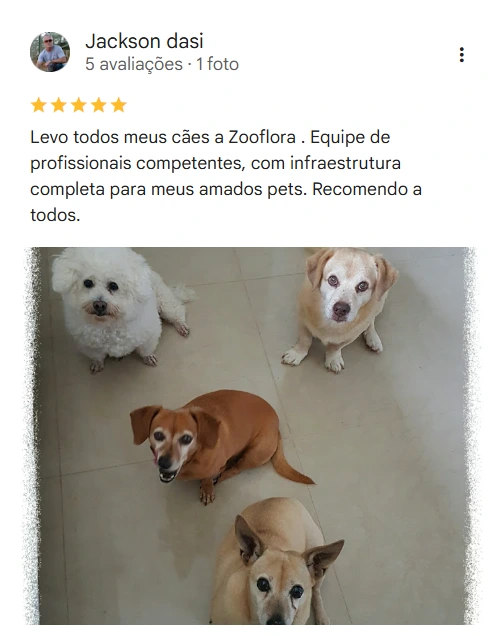 Jackson dasi
5 avaliações · 1 foto
Levo todos meus cães a Zooflora . Equipe de
profissionais competentes, com infraestrutura
completa para meus amados pets. Recomendo a
todos.